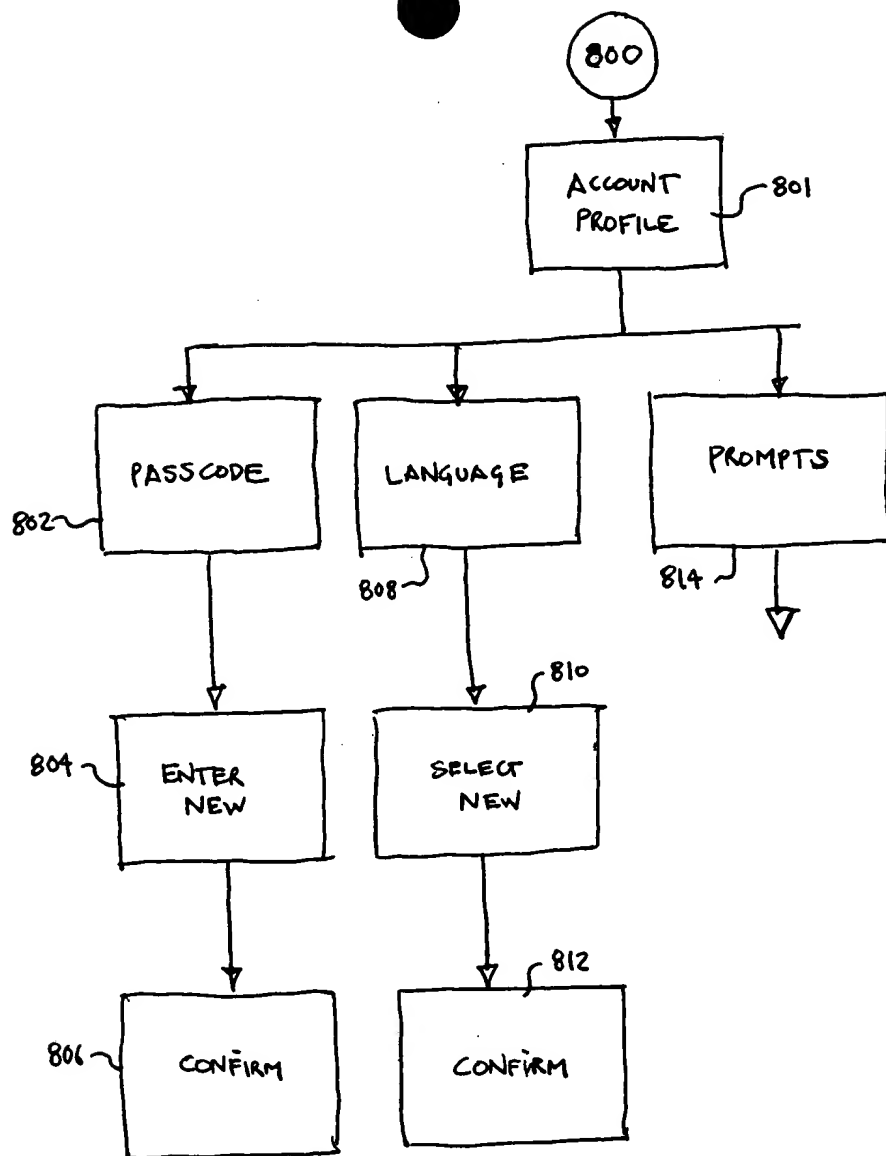 800
ACCOUNT
PROFILE
801
PASSCODE
LANGUAGE
PROMPTS
802
808
814
810
804
ENTER
NEW
SELECT
NEW
812
806
CONFIRM
CONFIRM